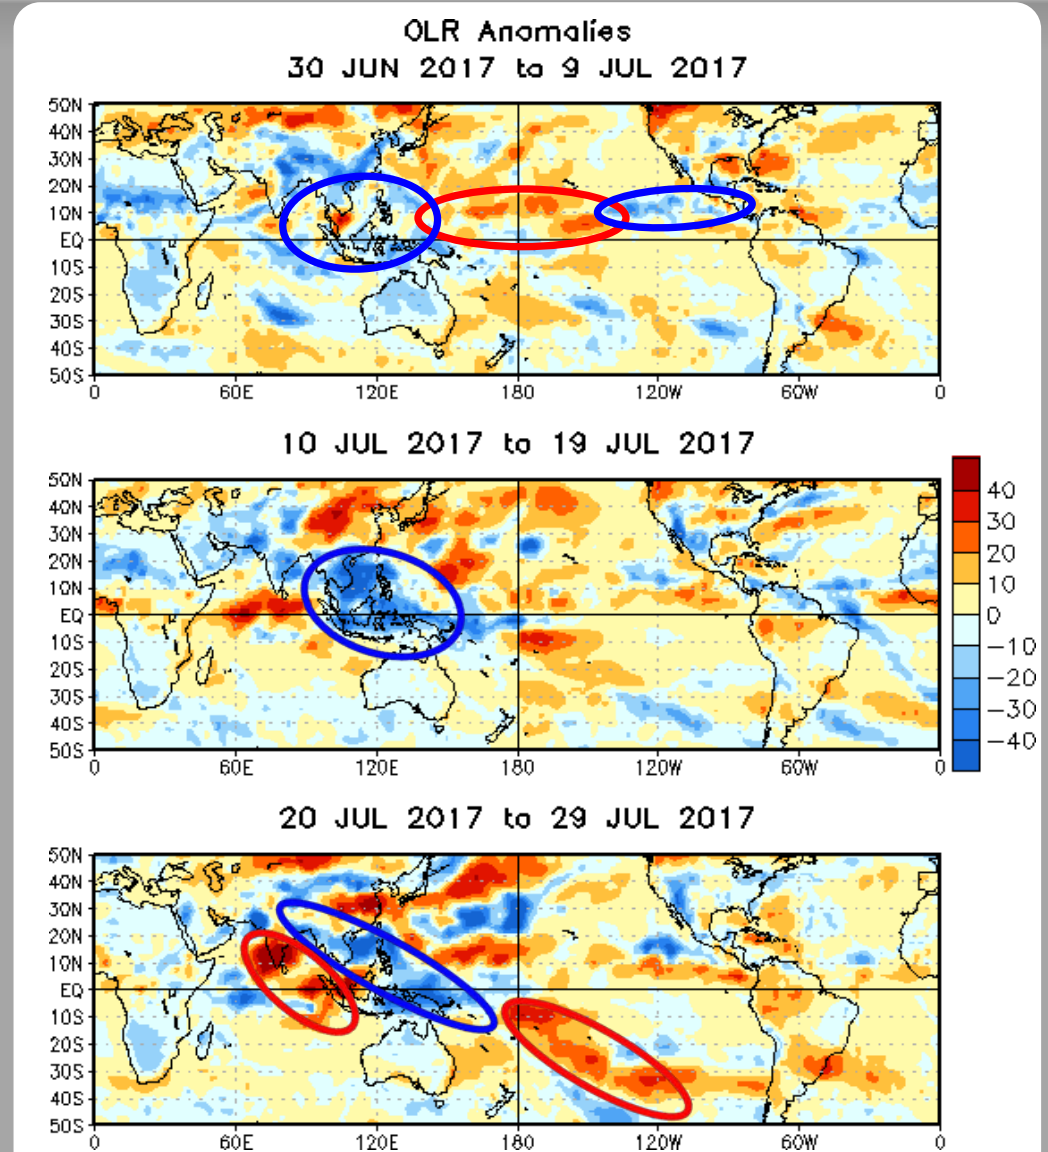 OLR Anomalies
30 JUN 2017 to 9 JUL 2017
50N
40N
30N
20N
10N
EQ
10S
20S
30S
40S
50S
0 60E 120E 180 120W 60W 0
10 JUL 2017 to 19 JUL 2017
50N
40N
30N
20N
10N
EQ
10S
20S
30S
40S
50S
0 60E 120E 180 120W 60W 0
40
30
20
10
0
−10
−20
−30
−40
20 JUL 2017 to 29 JUL 2017
50N
40N
30N
20N
10N
EQ
10S
20S
30S
40S
50S
0 60E 120E 180 120W 60W 0